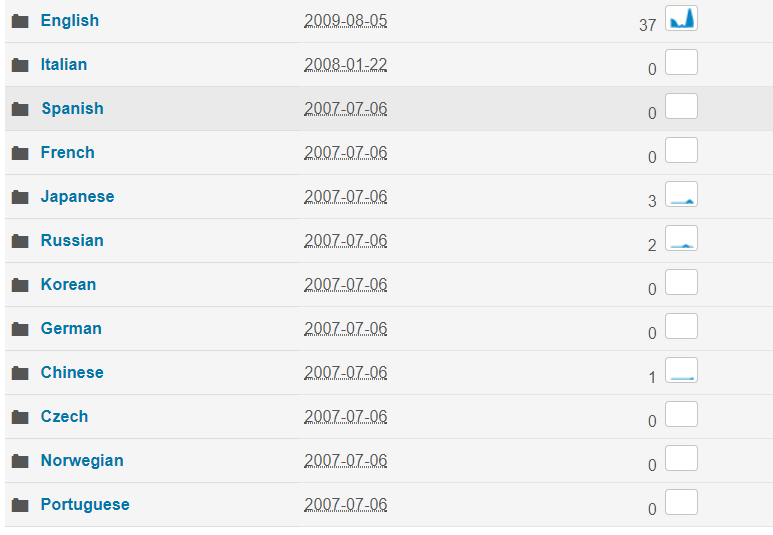 English 2009-08-05 37
Italian 2008-01-22 0
Spanish 2007-07-06 0
French 2007-07-06 0
Japanese 2007-07-06 3
Russian 2007-07-06 2
Korean 2007-07-06 0
German 2007-07-06 0
Chinese 2007-07-06 1
Czech 2007-07-06 0
Norwegian 2007-07-06 0
Portuguese 2007-07-06 0